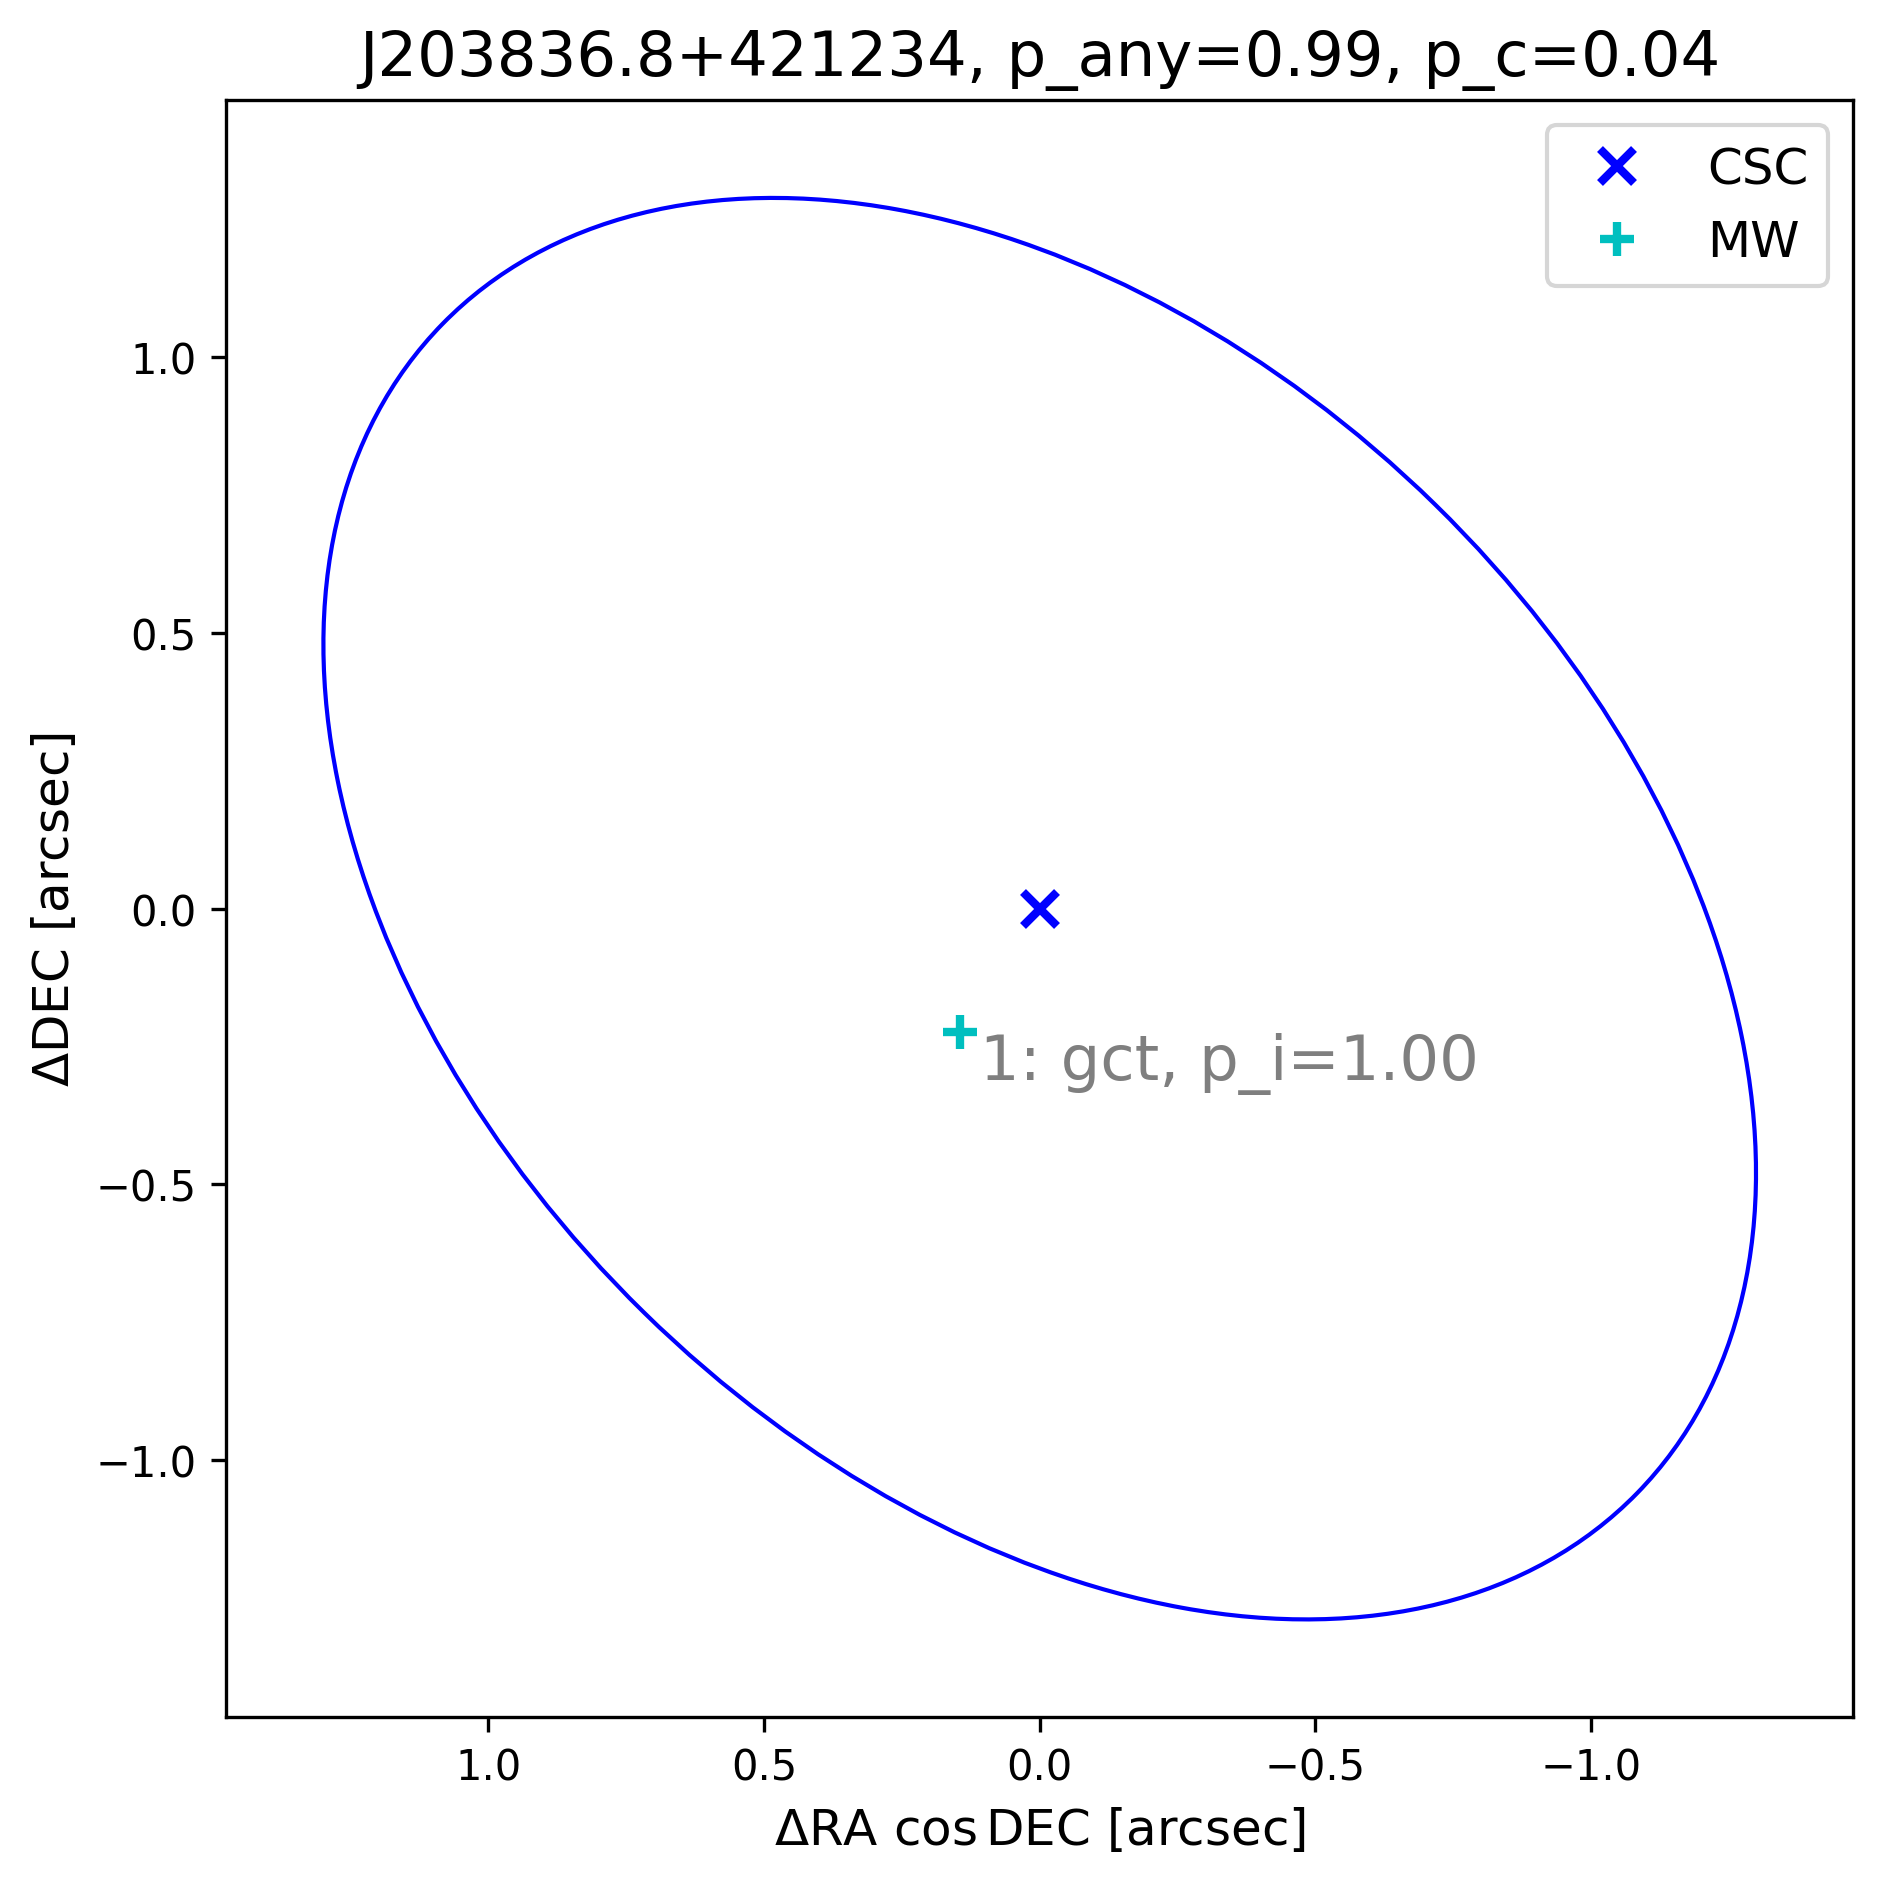 J203836.8+421234, p_any=0.99, p_c=0.04
CSC
MW
1.0
0.5
0.0
−0.5
−1.0
ΔDEC [arcsec]
1: gct, p_i=1.00
1.0 0.5 0.0 −0.5 −1.0
ΔRA cos DEC [arcsec]